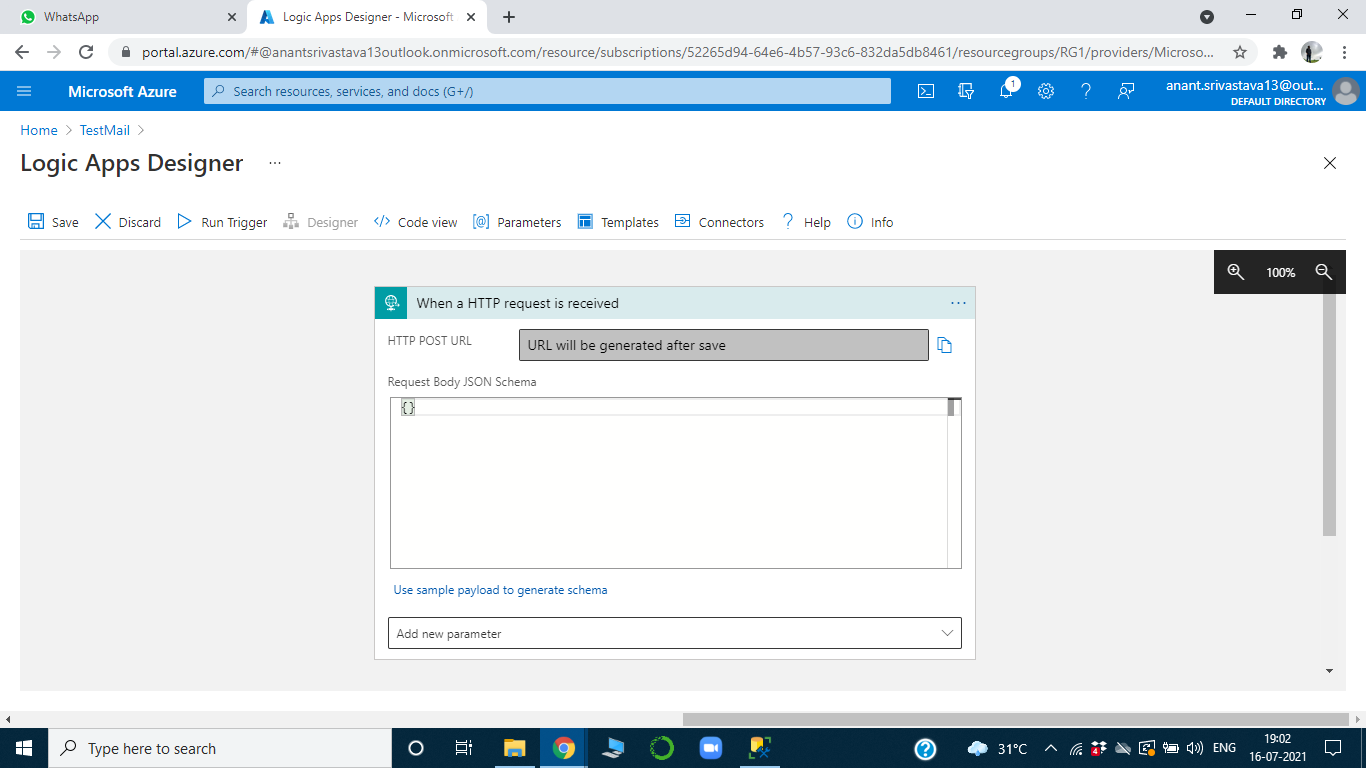 WhatsApp
Logic Apps Designer - Microsoft
portal.azure.com/#@anantsrivastava13outlook.onmicrosoft.com/resource/subscriptions/52265d94-64e6-4b57-93c6-832da5db8461/resourcegroups/RG1/providers/Microso...
Microsoft Azure
Search resources, services, and docs (G+/)
1
anant.srivastava13@out...
DEFAULT DIRECTORY
Home > TestMail >
Logic Apps Designer ...
Save Discard Run Trigger Designer </> Code view [@] Parameters Templates Connectors ? Help Info
100%
When a HTTP request is received ...
HTTP POST URL
URL will be generated after save
Request Body JSON Schema
{}
Use sample payload to generate schema
Add new parameter
Type here to search
31°C
ENG
19:02
16-07-2021